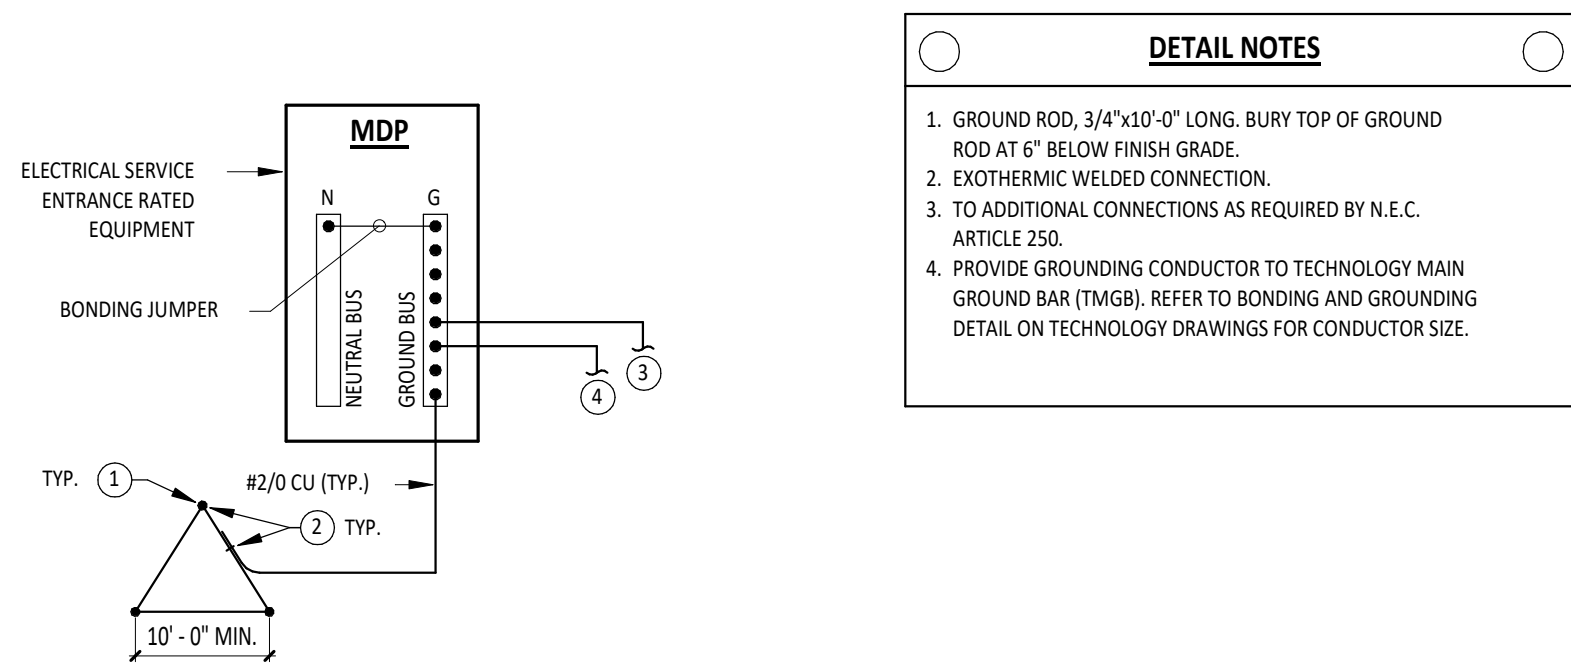 MDP
ELECTRICAL SERVICE
ENTRANCE RATED
EQUIPMENT
N
G
BONDING JUMPER
NEUTRAL BUS
GROUND BUS
3
4
TYP.
1
#2/0 CU (TYP.)
2
TYP.
10' - 0" MIN.
DETAIL NOTES
1. GROUND ROD, 3/4"x10'-0" LONG. BURY TOP OF GROUND
ROD AT 6" BELOW FINISH GRADE.
2. EXOTHERMIC WELDED CONNECTION.
3. TO ADDITIONAL CONNECTIONS AS REQUIRED BY N.E.C.
ARTICLE 250.
4. PROVIDE GROUNDING CONDUCTOR TO TECHNOLOGY MAIN
GROUND BAR (TMGB). REFER TO BONDING AND GROUNDING
DETAIL ON TECHNOLOGY DRAWINGS FOR CONDUCTOR SIZE.